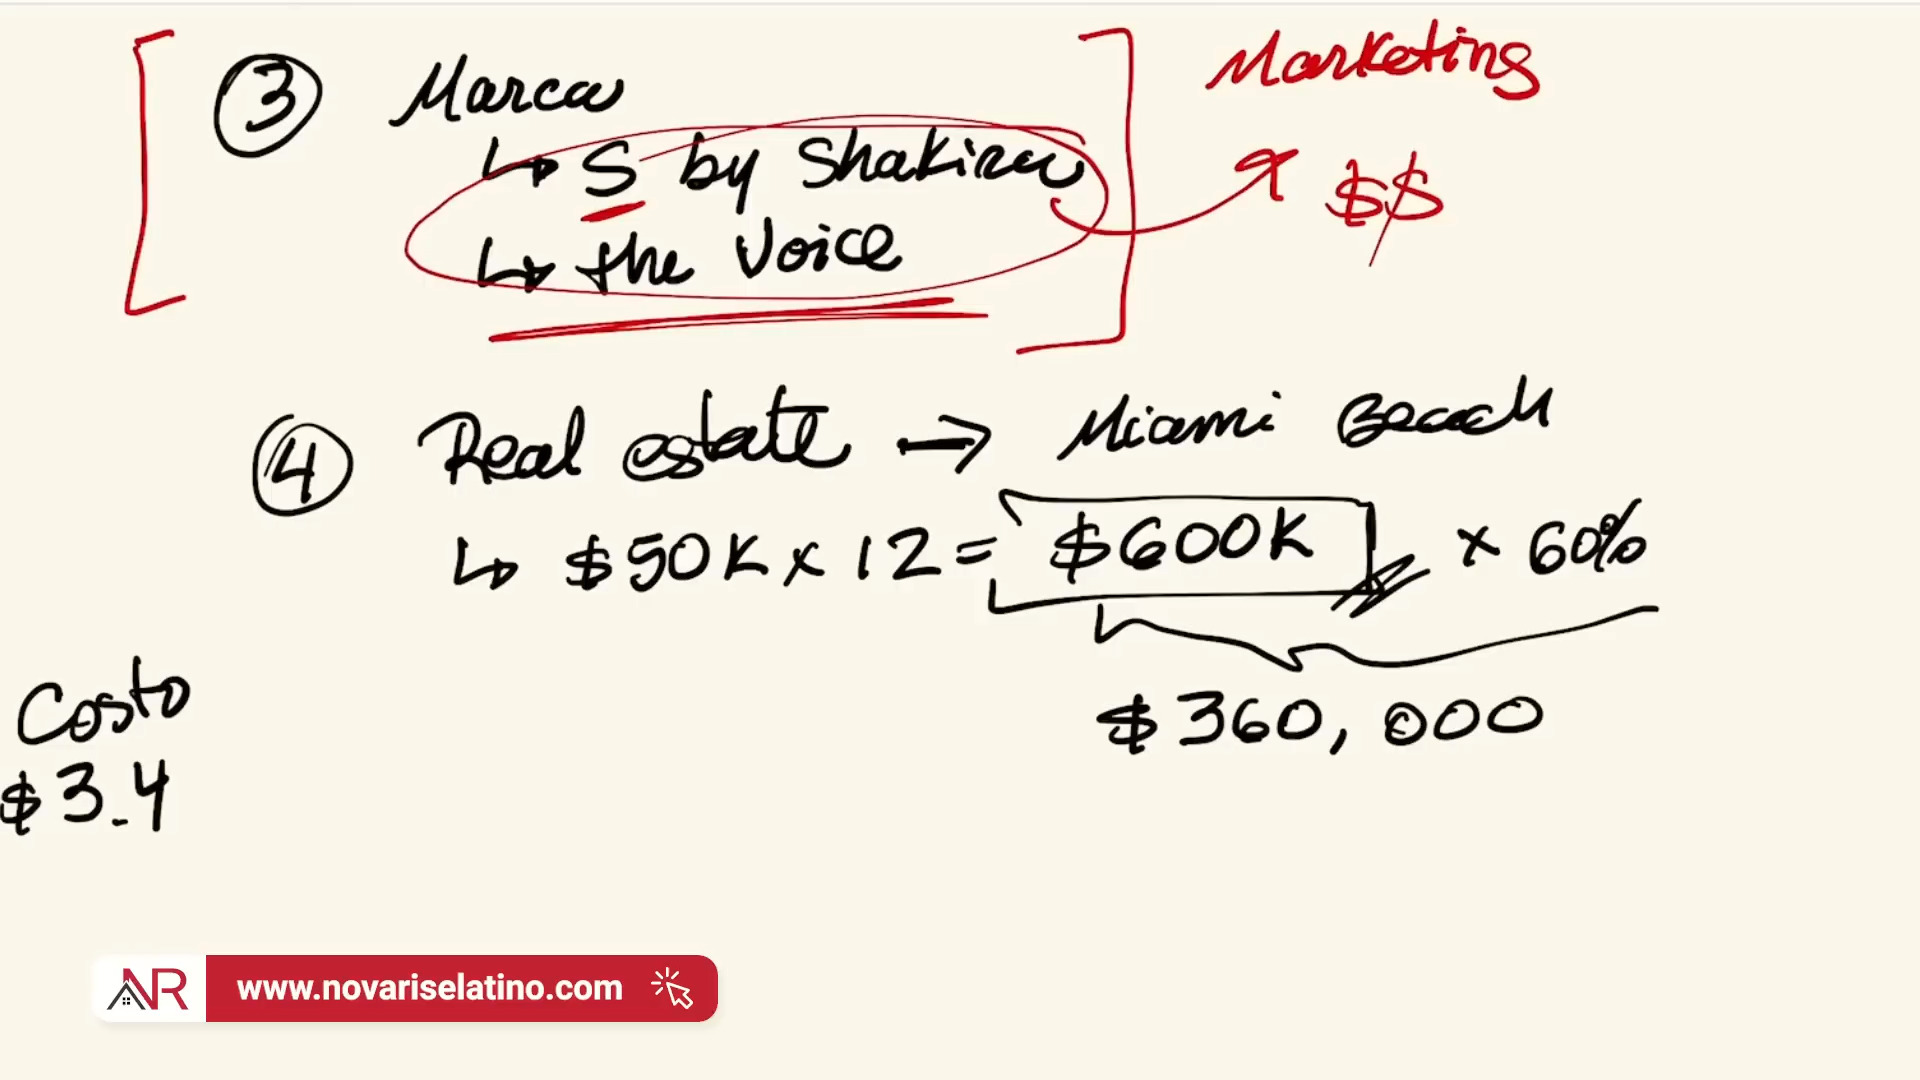 3 Marca
Marketing
↳ S by Shakira
$$
↳ the Voice
4 Real estate → Miami Beach
↳ $50K x 12 = $600K x 60%
$360,000
Costo
$3.4
NR www.novariselatino.com